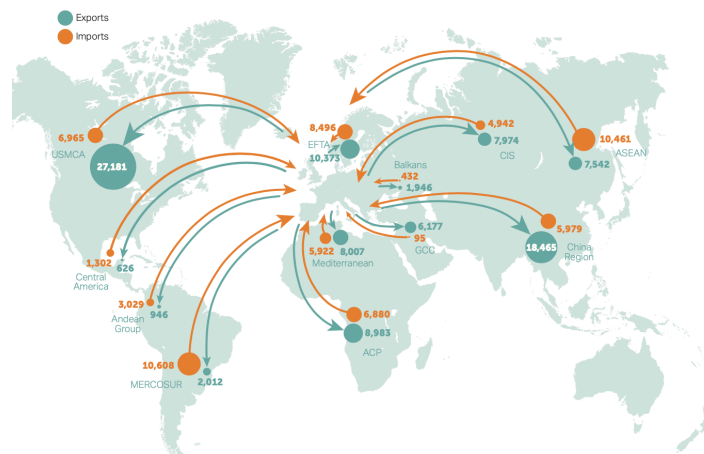 Exports
Imports
6,965
USMCA
27,181
8,496
EFTA
10,373
4,942
7,974
CIS
10,461
ASEAN
7,542
Balkans
432
1,946
6,177
95
GCC
5,979
18,465
China
Region
5,922
8,007
Mediterranean
1,302
626
Central
America
3,029
946
Andean
Group
6,880
8,983
ACP
10,608
MERCOSUR
2,012